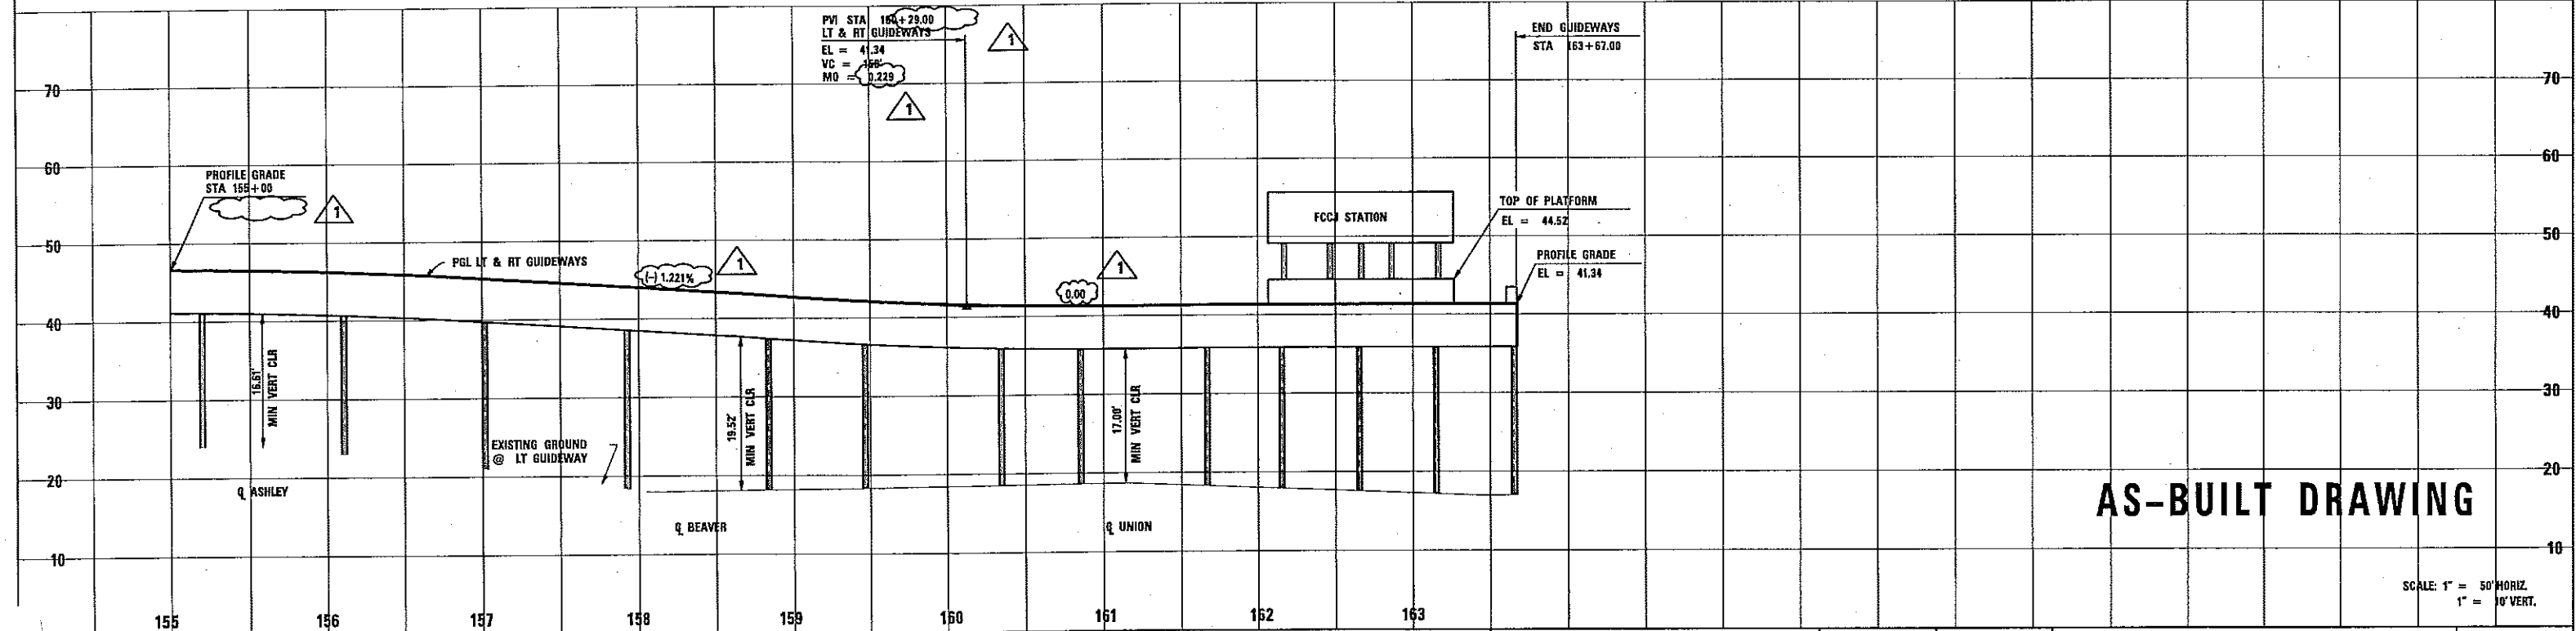 PVI STA 160+29.00
LT & RT GUIDEWAYS
EL = 41.34
VC = 150'
MO = 0.229
1
1
END GUIDEWAYS
STA 163+67.00
70
70
60
60
PROFILE GRADE
STA 155+00
1
FCCJ STATION
TOP OF PLATFORM
EL = 44.52
50
50
PGL LT & RT GUIDEWAYS
(-) 1.221%
1
0.00
1
PROFILE GRADE
EL = 41.34
40
40
16.61'
MIN VERT CLR
19.52'
MIN VERT CLR
17.00'
MIN VERT CLR
30
30
EXISTING GROUND
@ LT GUIDEWAY
20
20
℄ ASHLEY
℄ BEAVER
℄ UNION
AS-BUILT DRAWING
10
10
SCALE: 1" = 50' HORIZ.
1" = 10' VERT.
155 156 157 158 159 160 161 162 163